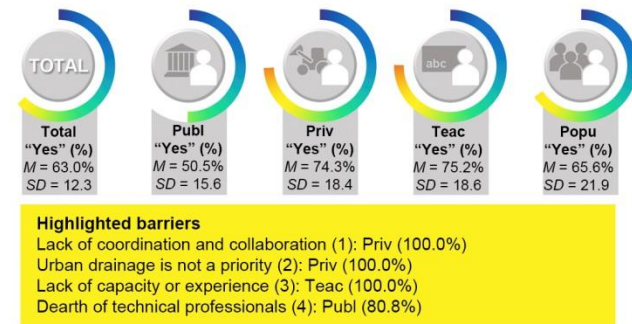 TOTAL
abc
Total
"Yes" (%)
M = 63.0%
SD = 12.3
Publ
"Yes" (%)
M = 50.5%
SD = 15.6
Priv
"Yes" (%)
M = 74.3%
SD = 18.4
Teac
"Yes" (%)
M = 75.2%
SD = 18.6
Popu
"Yes" (%)
M = 65.6%
SD = 21.9
Highlighted barriers
Lack of coordination and collaboration (1): Priv (100.0%)
Urban drainage is not a priority (2): Priv (100.0%)
Lack of capacity or experience (3): Teac (100.0%)
Dearth of technical professionals (4): Publ (80.8%)